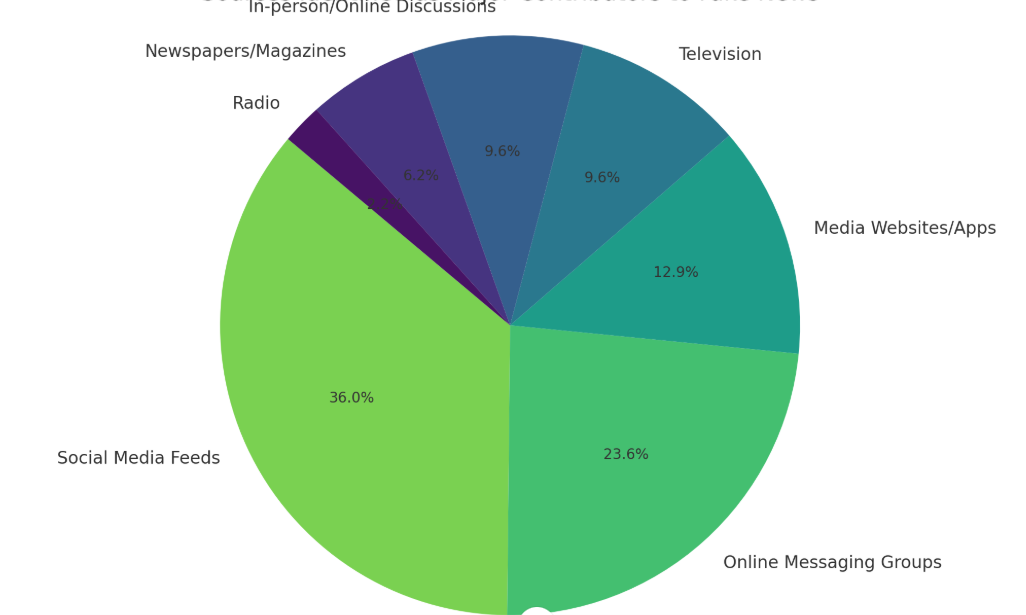 In-person/Online Discussions
Newspapers/Magazines
Television
Radio
9.6%
6.2%
9.6%
Media Websites/Apps
12.9%
36.0%
23.6%
Social Media Feeds
Online Messaging Groups